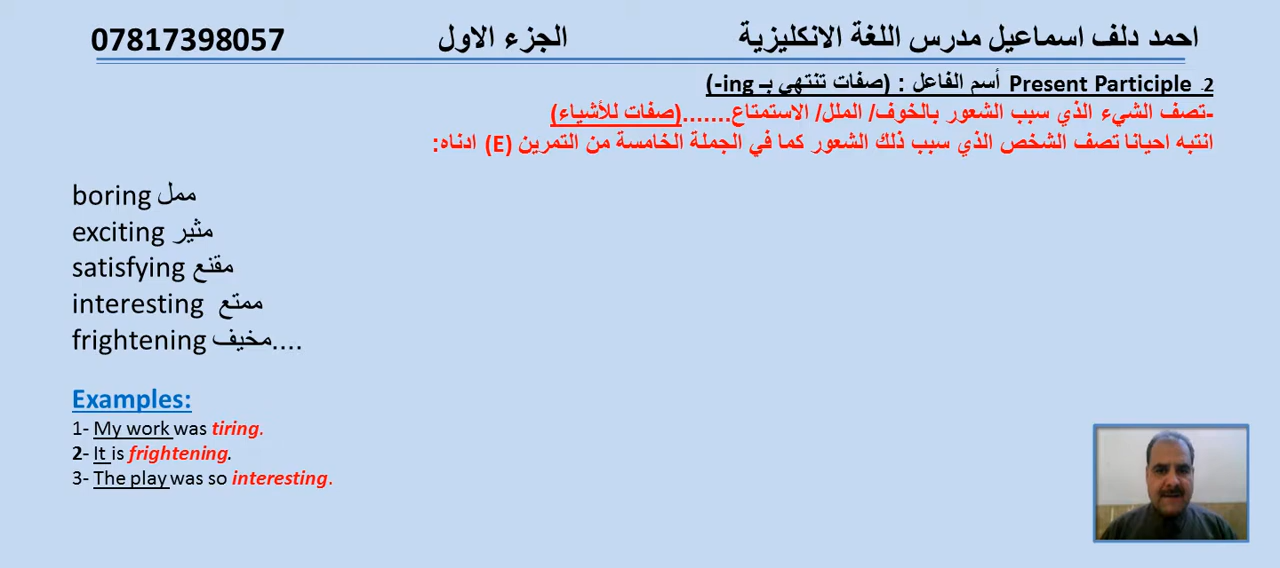 احمد دلف اسماعيل مدرس اللغة الانكليزية الجزء الاول 07817398057
2. Present Participle أسم الفاعل : (صفات تنتهي بـ ing-)
-تصف الشيء الذي سبب الشعور بالخوف/ الملل/ الاستمتاع.......(صفات للأشياء)
انتبه احيانا تصف الشخص الذي سبب ذلك الشعور كما في الجملة الخامسة من التمرين (E) ادناه:
boring ممل
exciting مثير
satisfying مقنع
interesting ممتع
frightening مخيف....
Examples:
1- My work was tiring.
2- It is frightening.
3- The play was so interesting.